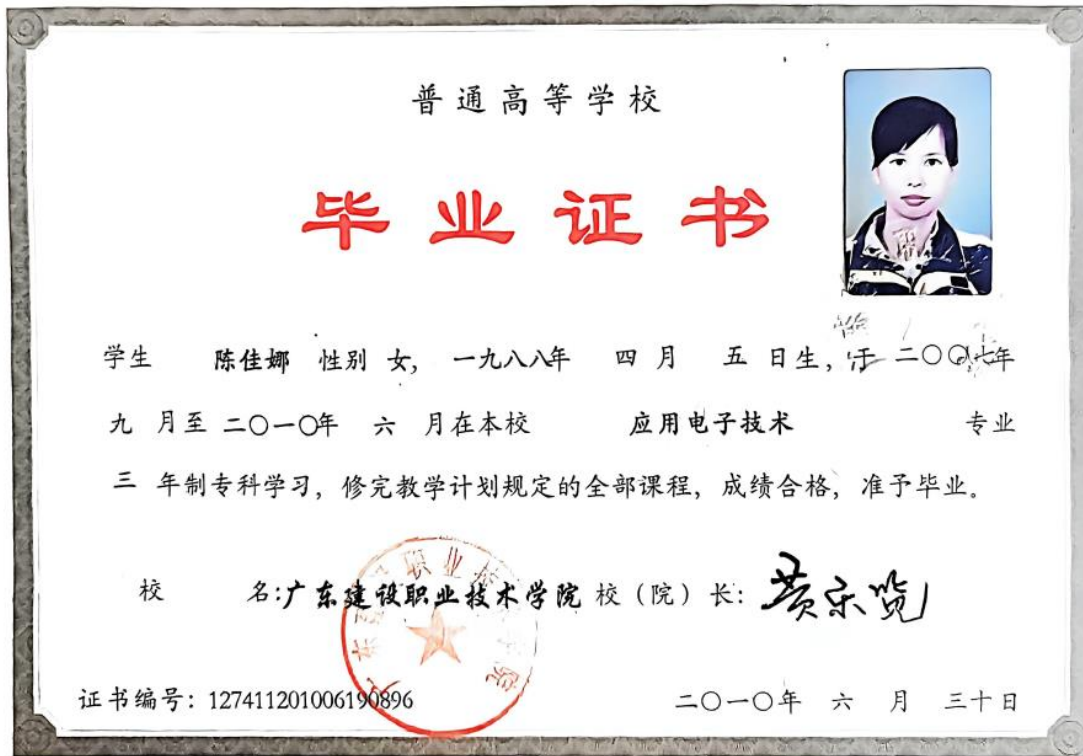 普通高等学校
毕业证书
学生 陈佳娜 性别 女, 一九八八年 四 月 五 日生, 于 二〇〇七年
九 月至 二〇一〇年 六 月在本校 应用电子技术 专业
三 年制专科学习, 修完教学计划规定的全部课程, 成绩合格, 准予毕业。
校 名: 广东建设职业技术学院 校 (院) 长:
证书编号: 127411201006190896 二〇一〇年 六 月 三十日